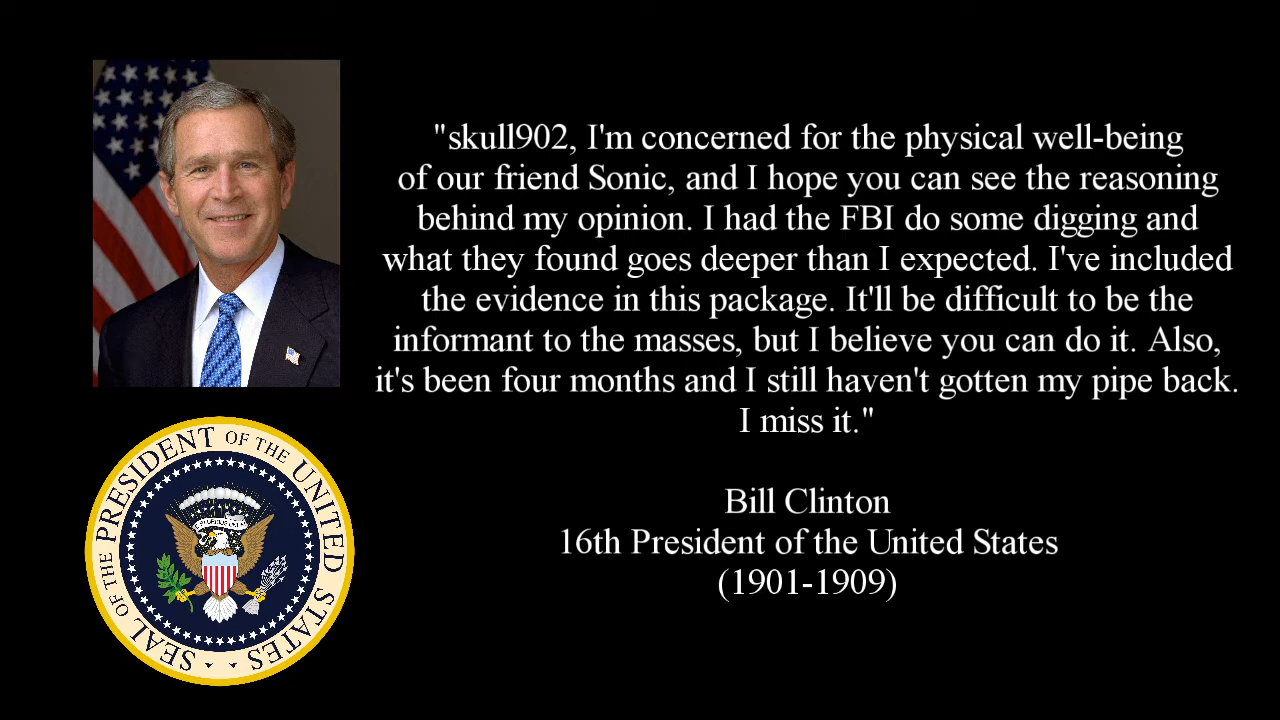 "skull902, I'm concerned for the physical well-being
of our friend Sonic, and I hope you can see the reasoning
behind my opinion. I had the FBI do some digging and
what they found goes deeper than I expected. I've included
the evidence in this package. It'll be difficult to be the
informant to the masses, but I believe you can do it. Also,
it's been four months and I still haven't gotten my pipe back.
I miss it."
Bill Clinton
16th President of the United States
(1901-1909)
SEAL OF THE PRESIDENT OF THE UNITED STATES